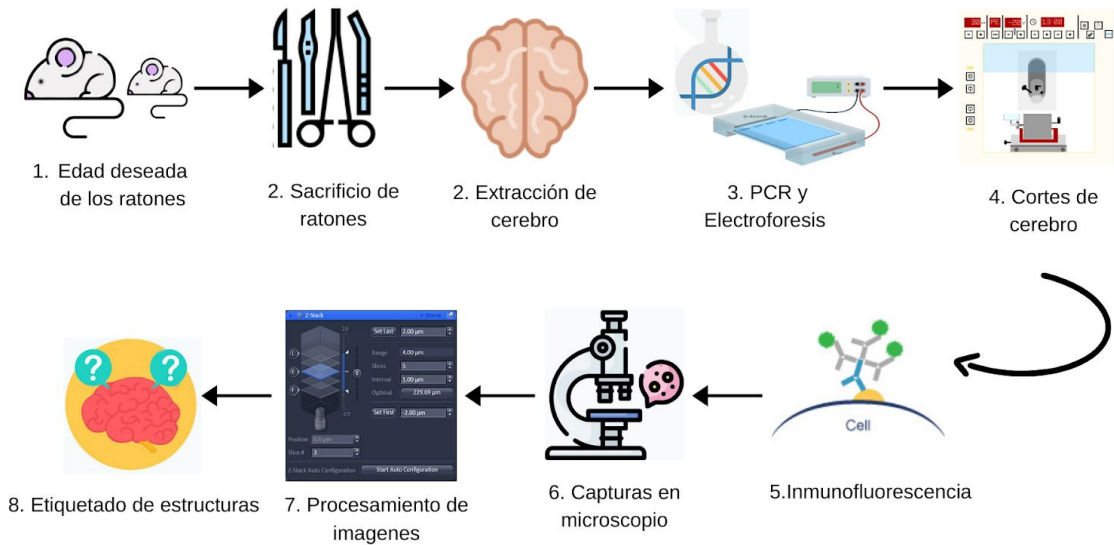 1. Edad deseada
de los ratones
2. Sacrificio de
ratones
2. Extracción de
cerebro
3. PCR y
Electroforesis
4. Cortes de
cerebro
Cell
5.Inmunofluorescencia
6. Capturas en
microscopio
Z-Stack
Set Last 2.00 µm
Range 4.00 µm
Slices 5
Interval 1.00 µm
Optimal 229.69 µm
Set First -2.00 µm
Position 0.0 µm
Slice # 3
Z-Stack Auto Configuration Start Auto Configuration
7. Procesamiento de
imagenes
? ?
8. Etiquetado de estructuras